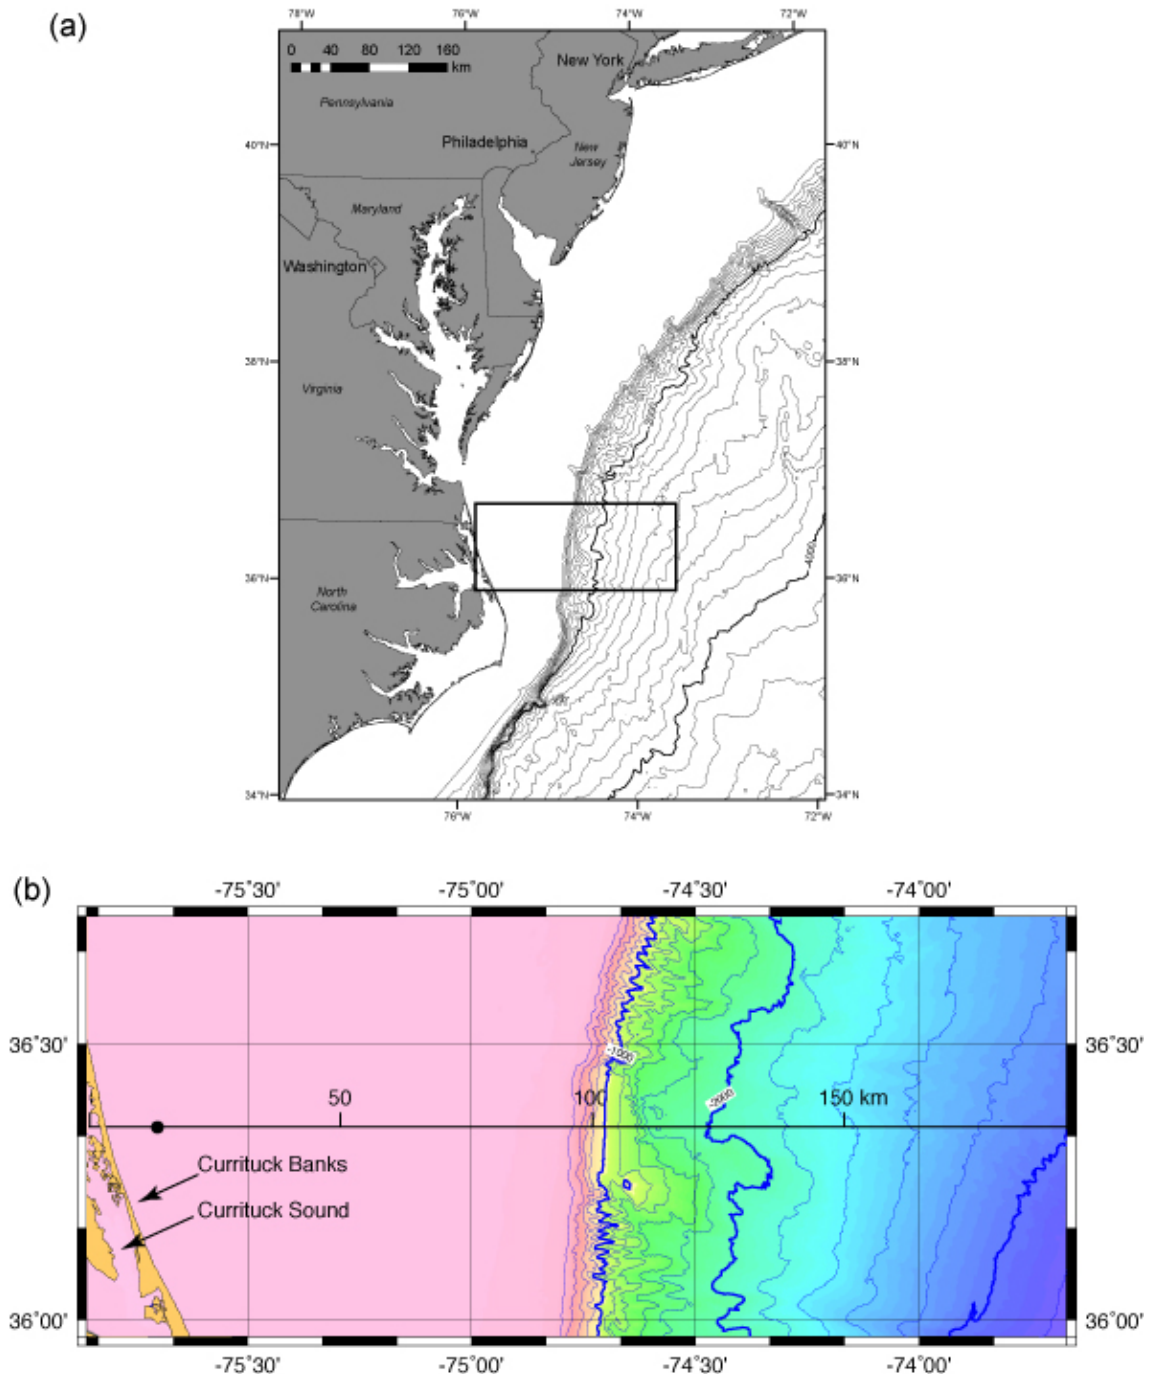 (a)
78°W 76°W 74°W 72°W
0 40 80 120 160
km
New York
Pennsylvania
40°N Philadelphia 40°N
New
Jersey
Maryland
Washington
38°N 38°N
Virginia
36°N 36°N
4000
North
Carolina
34°N 34°N
76°W 74°W 72°W
(b)
-75°30' -75°00' -74°30' -74°00'
36°30' 36°30'
-1000
50 100 150 km
-2000
Currituck Banks
Currituck Sound
36°00' 36°00'
-75°30' -75°00' -74°30' -74°00'